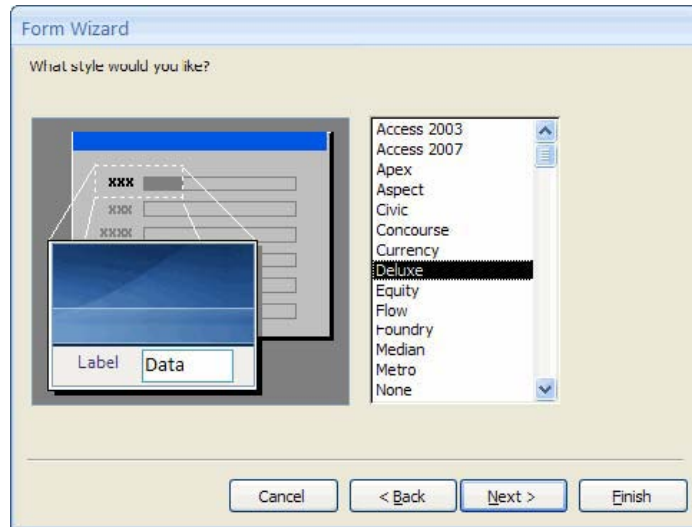 Form Wizard
What style would you like?
xxx
xxx
xxxx
Label Data
Access 2003
Access 2007
Apex
Aspect
Civic
Concourse
Currency
Deluxe
Equity
Flow
Foundry
Median
Metro
None
Cancel < Back Next > Finish